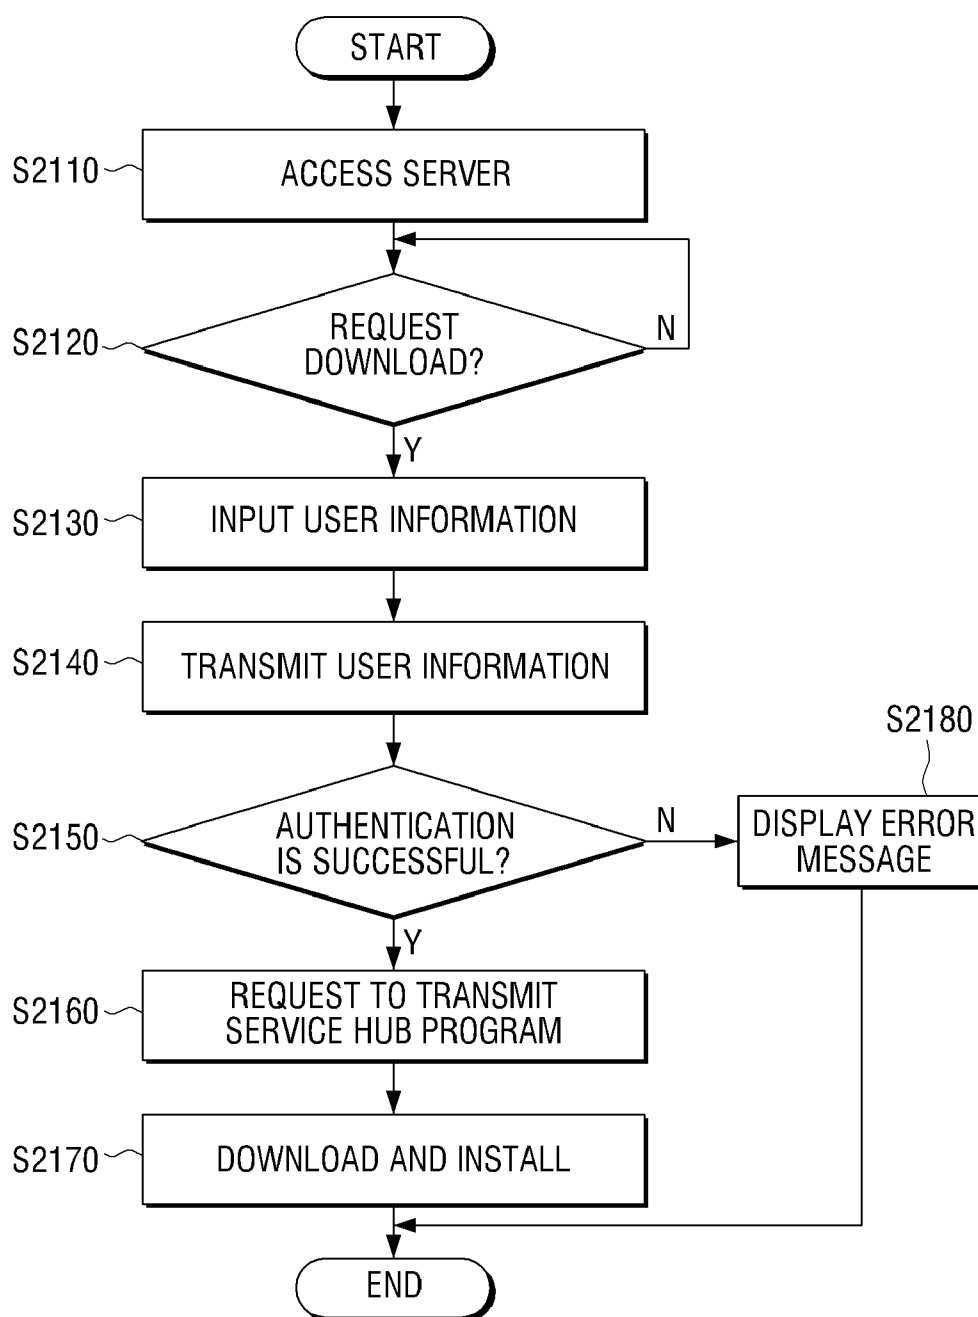 START
S2110
ACCESS SERVER
S2120
REQUEST
DOWNLOAD?
N
Y
S2130
INPUT USER INFORMATION
S2140
TRANSMIT USER INFORMATION
S2180
S2150
AUTHENTICATION
IS SUCCESSFUL?
N
DISPLAY ERROR
MESSAGE
Y
S2160
REQUEST TO TRANSMIT
SERVICE HUB PROGRAM
S2170
DOWNLOAD AND INSTALL
END